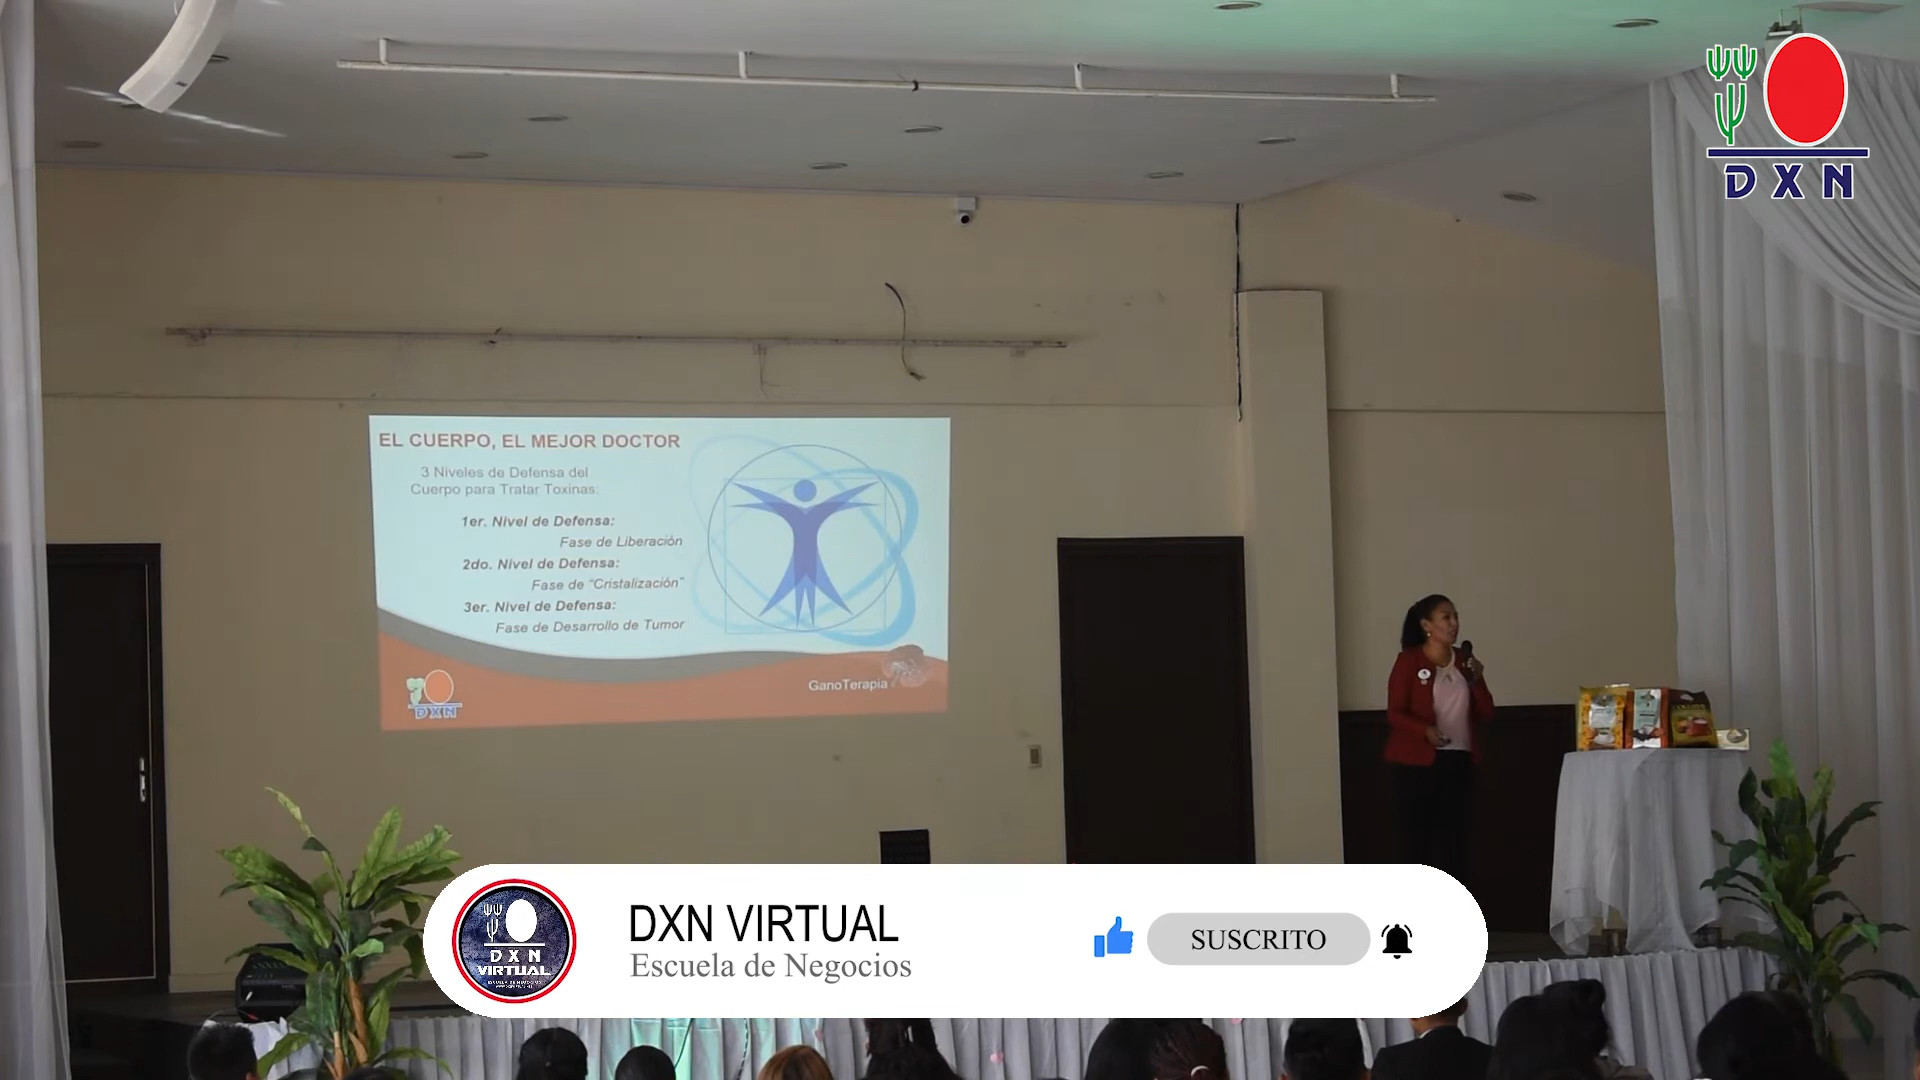 DXN
EL CUERPO, EL MEJOR DOCTOR
3 Niveles de Defensa del
Cuerpo para Tratar Toxinas:
1er. Nivel de Defensa:
Fase de Liberación
2do. Nivel de Defensa:
Fase de "Cristalización"
3er. Nivel de Defensa:
Fase de Desarrollo de Tumor
GanoTerapia
DXN
DXN
VIRTUAL
DXN VIRTUAL
Escuela de Negocios
SUSCRITO